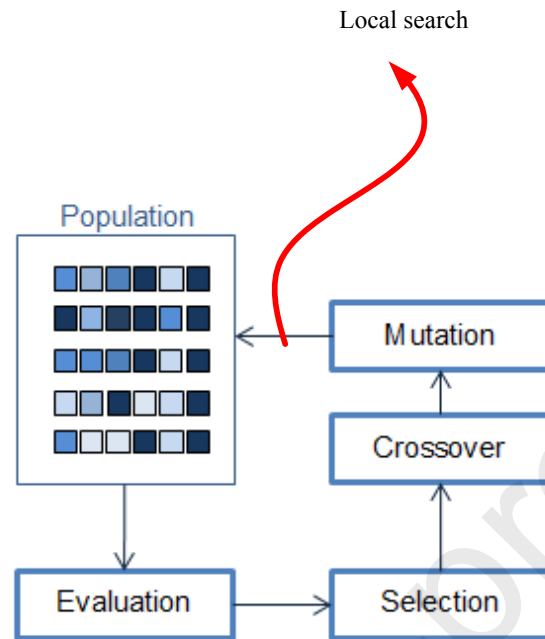 Local search
Population
Mutation
Crossover
Evaluation
Selection